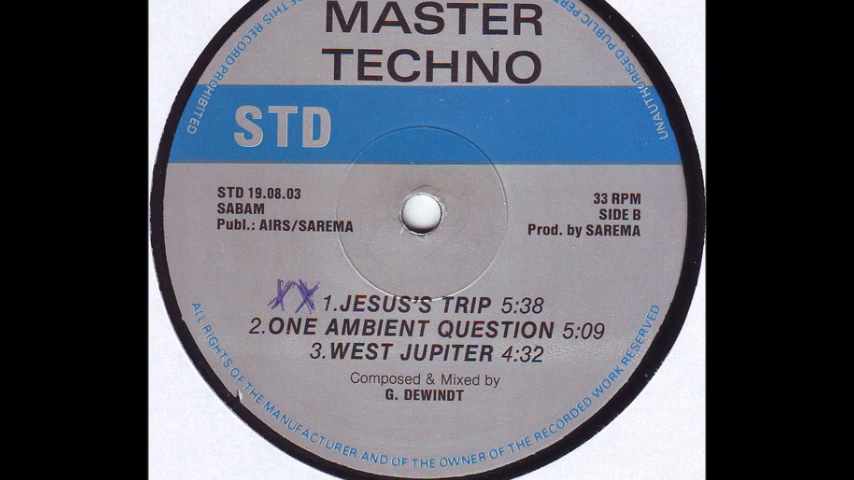 MASTER
TECHNO
STD
STD 19.08.03
SABAM
Publ.: AIRS/SAREMA
33 RPM
SIDE B
Prod. by SAREMA
XX 1.JESUS'S TRIP 5:38
2.ONE AMBIENT QUESTION 5:09
3.WEST JUPITER 4:32
Composed & Mixed by
G. DEWINDT
ALL RIGHTS OF THE MANUFACTURER AND OF THE OWNER OF THE RECORDED WORK RESERVED
UNAUTHORISED PUBLIC
OF THIS RECORD PROHIBITED